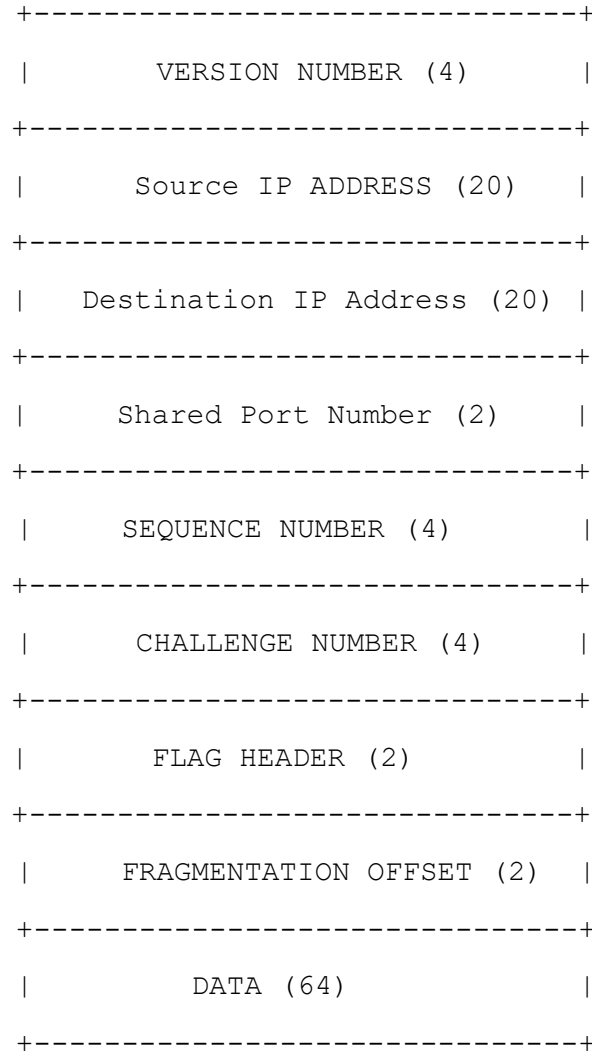 +-------------------------------+
| VERSION NUMBER (4) |
+-------------------------------+
| Source IP ADDRESS (20) |
+-------------------------------+
| Destination IP Address (20) |
+-------------------------------+
| Shared Port Number (2) |
+-------------------------------+
| SEQUENCE NUMBER (4) |
+-------------------------------+
| CHALLENGE NUMBER (4) |
+-------------------------------+
| FLAG HEADER (2) |
+-------------------------------+
| FRAGMENTATION OFFSET (2) |
+-------------------------------+
| DATA (64) |
+-------------------------------+